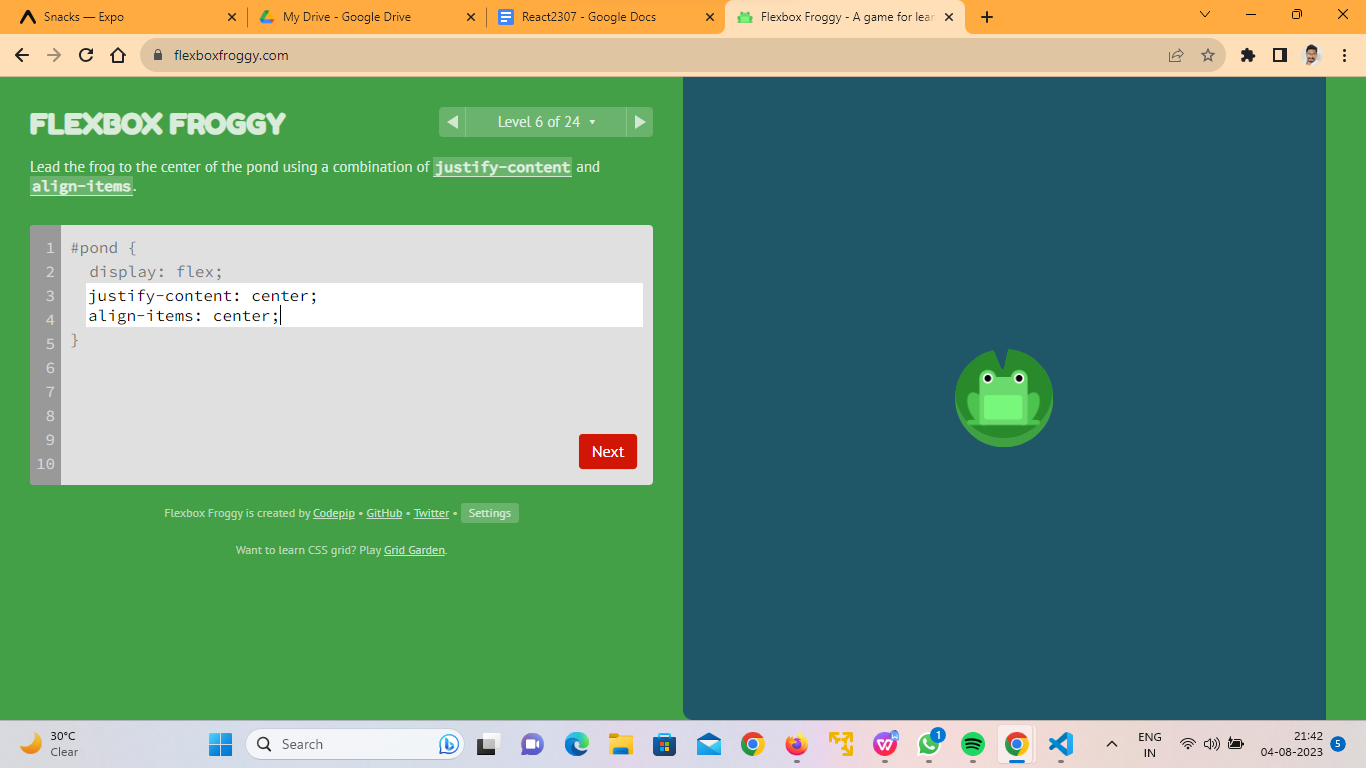 Snacks — Expo
My Drive - Google Drive
React2307 - Google Docs
Flexbox Froggy - A game for lear
flexboxfroggy.com
FLEXBOX FROGGY
Level 6 of 24
Lead the frog to the center of the pond using a combination of justify-content and
align-items.
1 #pond {
2 display: flex;
3 justify-content: center;
4 align-items: center;
5 }
6
7
8
9
10
Next
Flexbox Froggy is created by Codepip • GitHub • Twitter • Settings
Want to learn CSS grid? Play Grid Garden.
30°C
Clear
Search
1
ENG
IN
21:42
04-08-2023
5